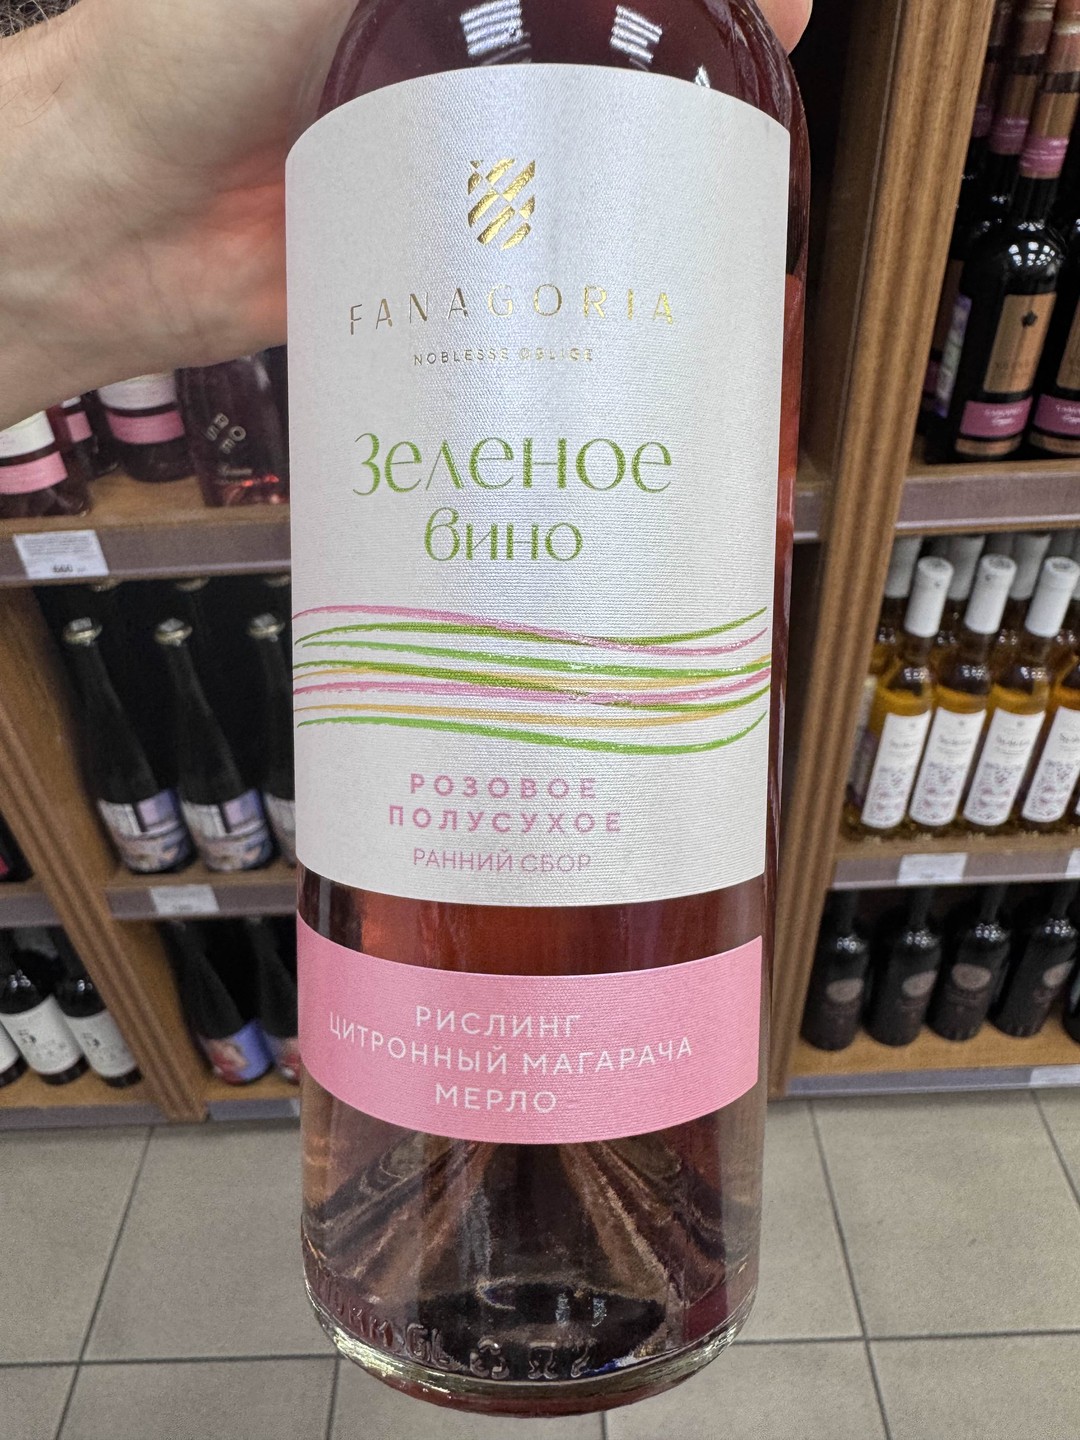 FANAGORIA
NOBLESSE OBLIGE
Зеленое
вино
РОЗОВОЕ
ПОЛУСУХОЕ
РАННИЙ СБОР
РИСЛИНГ
ЦИТРОННЫЙ МАГАРАЧА
МЕРЛО